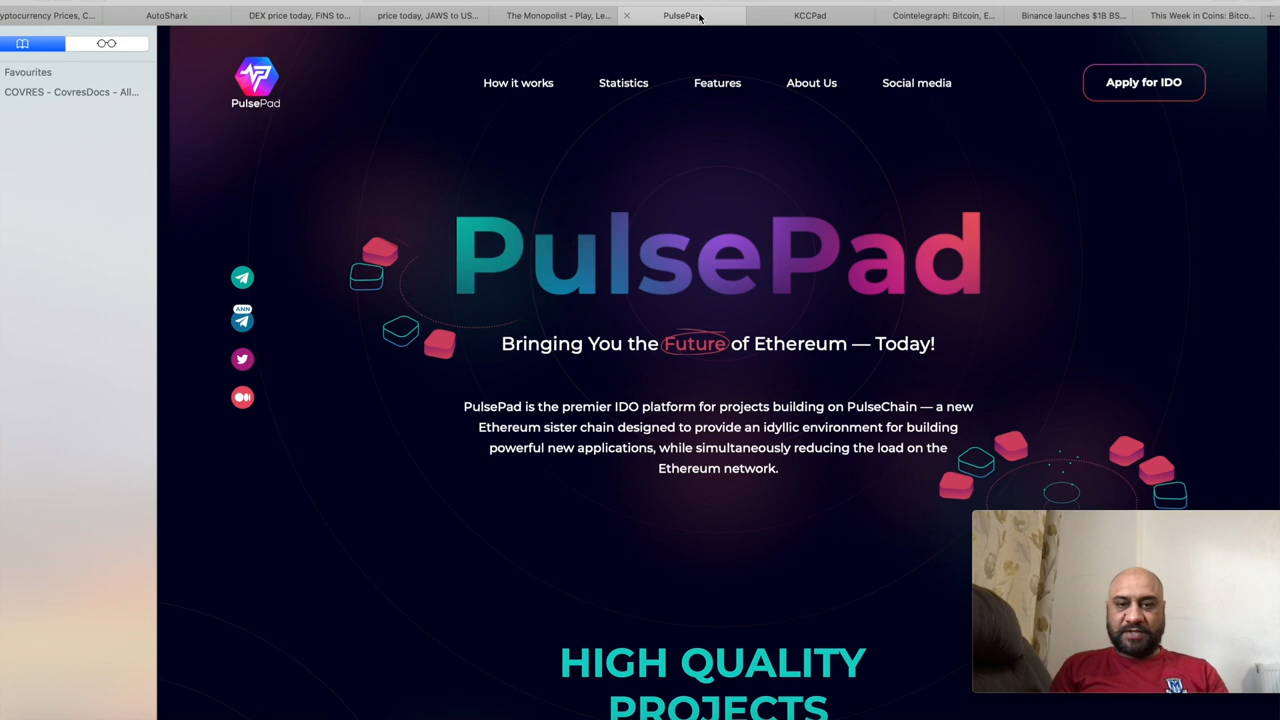 yptocurrency Prices, C...
AutoShark
DEX price today, FINS to...
price today, JAWS to US...
The Monopolist - Play, Le...
PulsePad
KCCPad
Cointelegraph: Bitcoin, E...
Binance launches $1B BS...
This Week in Coins: Bitco...
Favourites
COVRES - CovresDocs - All...
PulsePad
How it works
Statistics
Features
About Us
Social media
Apply for IDO
PulsePad
ANN
Bringing You the Future of Ethereum — Today!
PulsePad is the premier IDO platform for projects building on PulseChain — a new
Ethereum sister chain designed to provide an idyllic environment for building
powerful new applications, while simultaneously reducing the load on the
Ethereum network.
HIGH QUALITY
PROJECTS